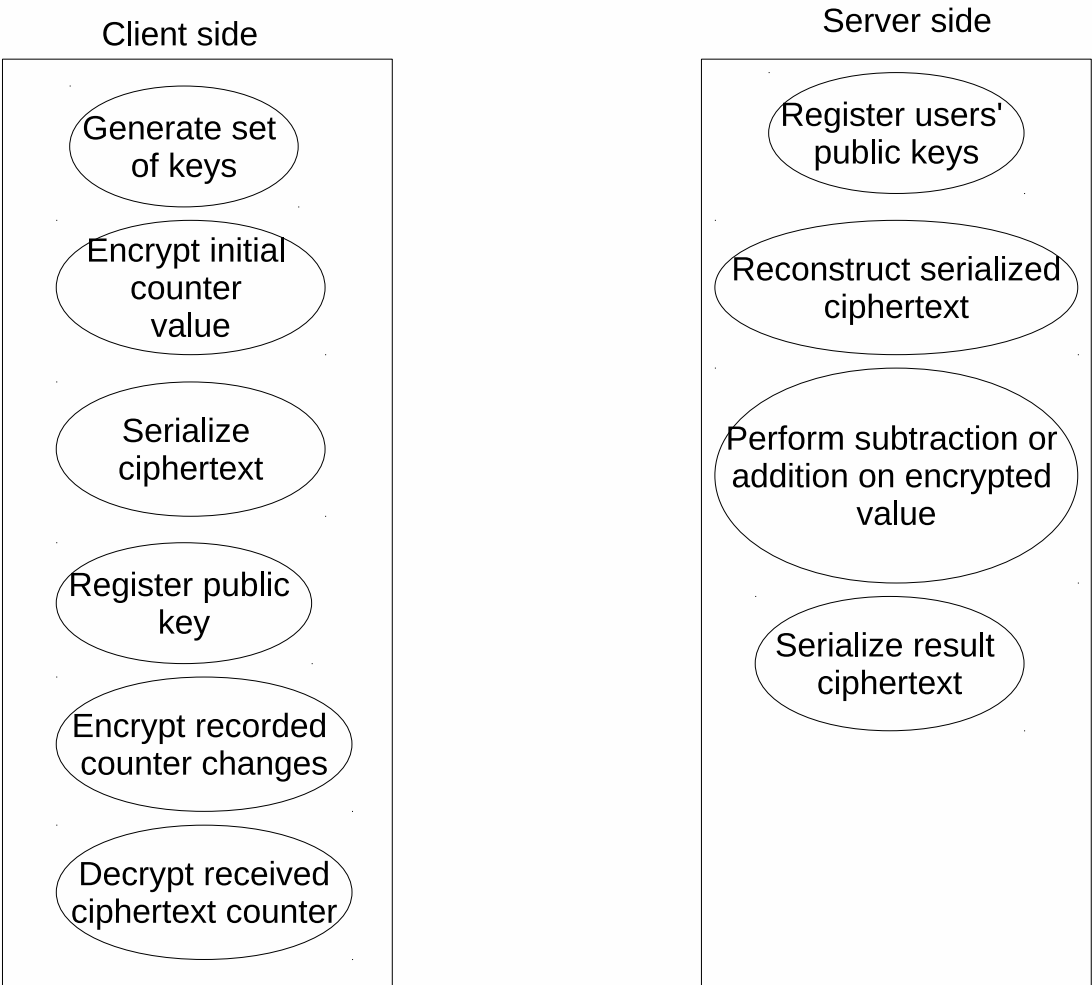 Client side
Generate set
of keys
Encrypt initial
counter
value
Serialize
ciphertext
Register public
key
Encrypt recorded
counter changes
Decrypt received
ciphertext counter
Server side
Register users'
public keys
Reconstruct serialized
ciphertext
Perform subtraction or
addition on encrypted
value
Serialize result
ciphertext